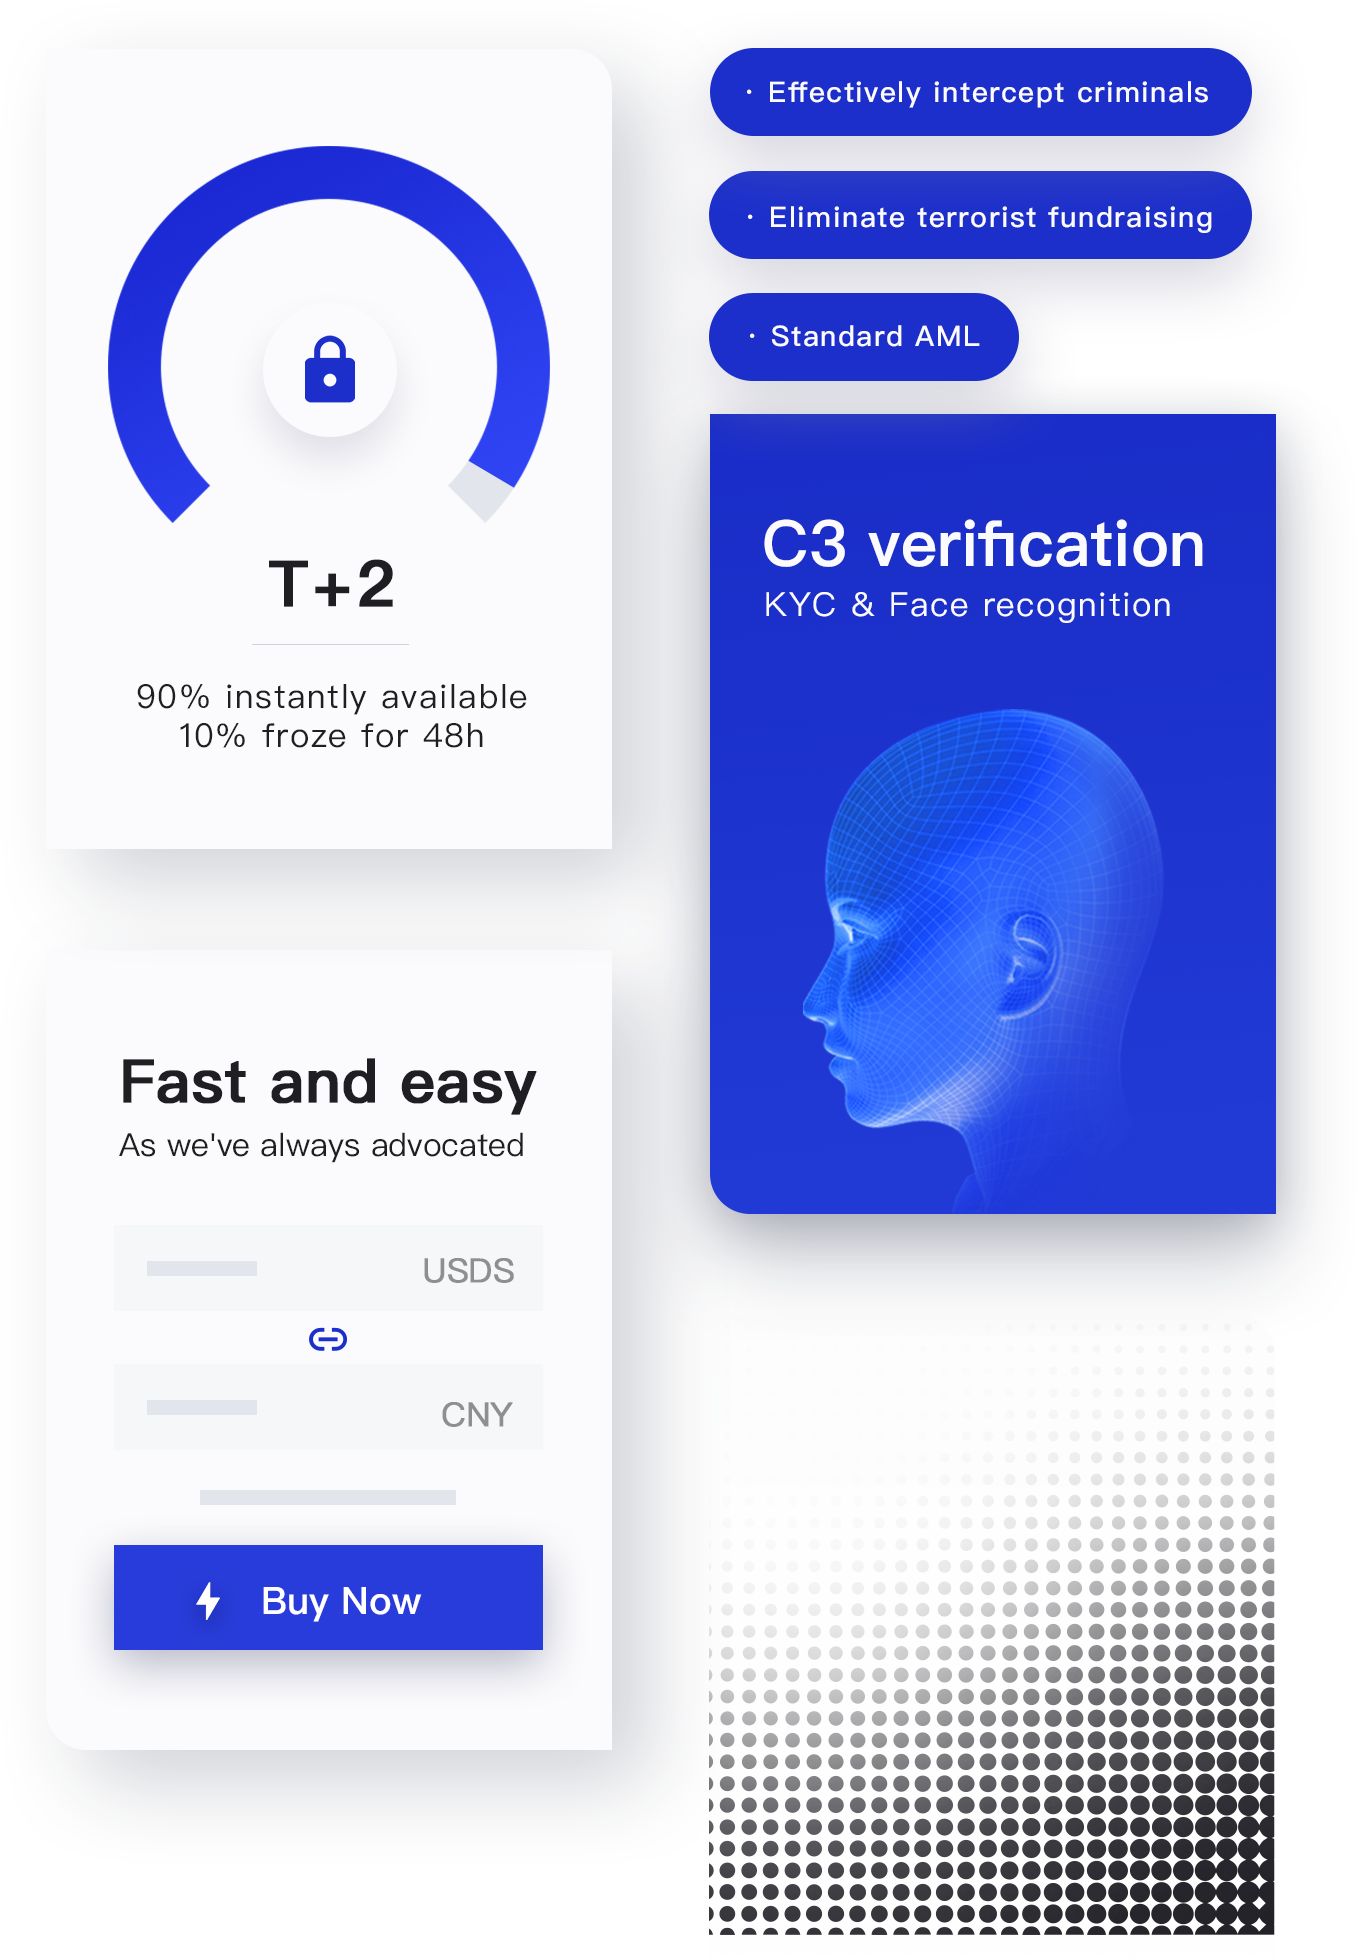 T+2
90% instantly available
10% froze for 48h
Fast and easy
As we've always advocated
USDS
CNY
Buy Now
· Effectively intercept criminals
· Eliminate terrorist fundraising
· Standard AML
C3 verification
KYC & Face recognition